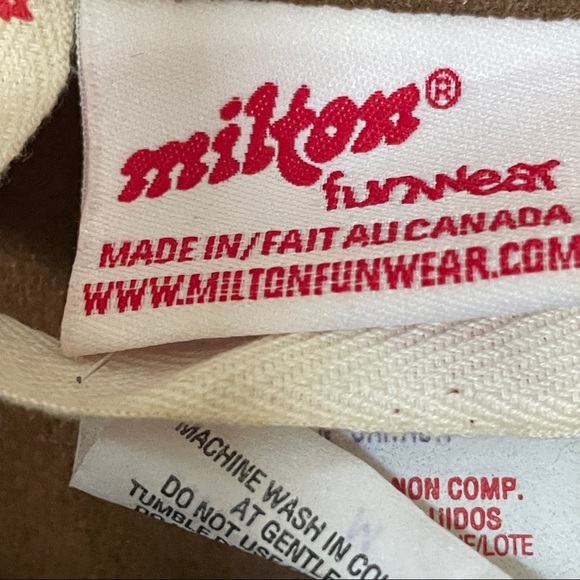 milton®
funwear
MADE IN/FAIT AU CANADA
WWW.MILTONFUNWEAR.COM
MACHINE WASH IN CO
AT GENTLE
DO NOT USE
TUMBLE
NON COMP.
UIDOS
E/LOTE